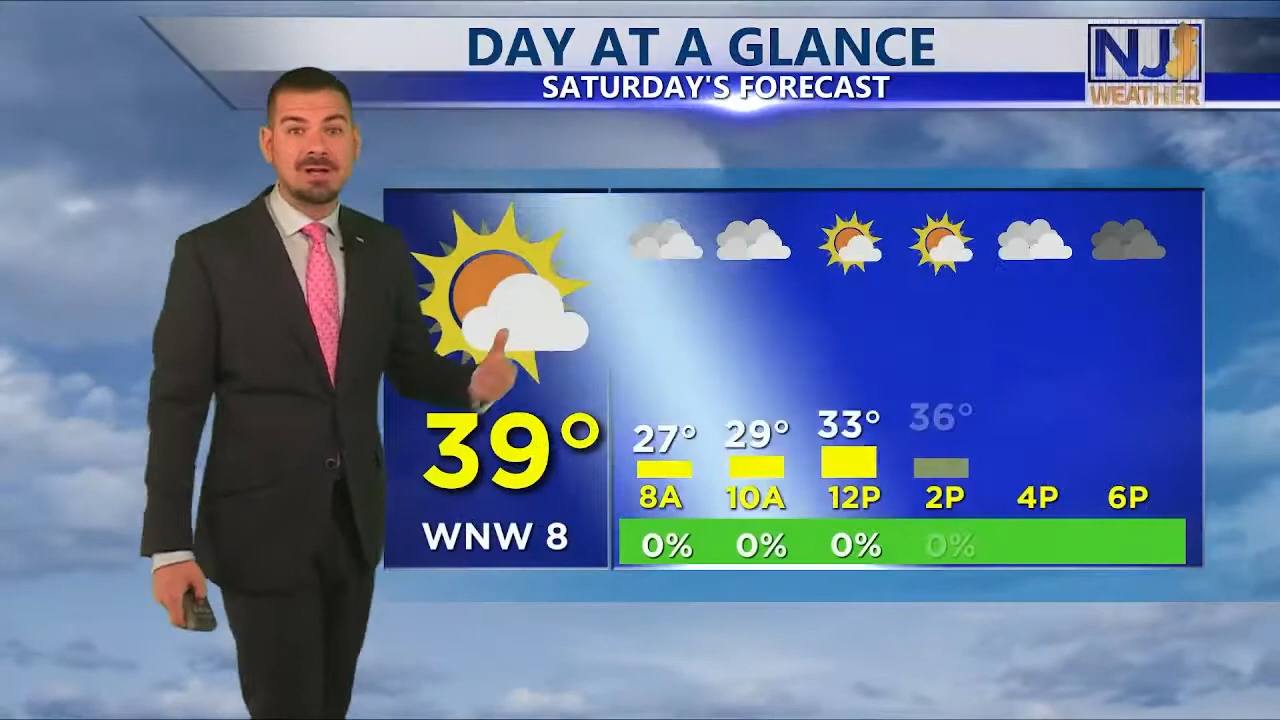 DAY AT A GLANCE
SATURDAY'S FORECAST
NJ
WEATHER
39°
WNW 8
27° 29° 33° 36°
8A 10A 12P 2P 4P 6P
0% 0% 0% 0%